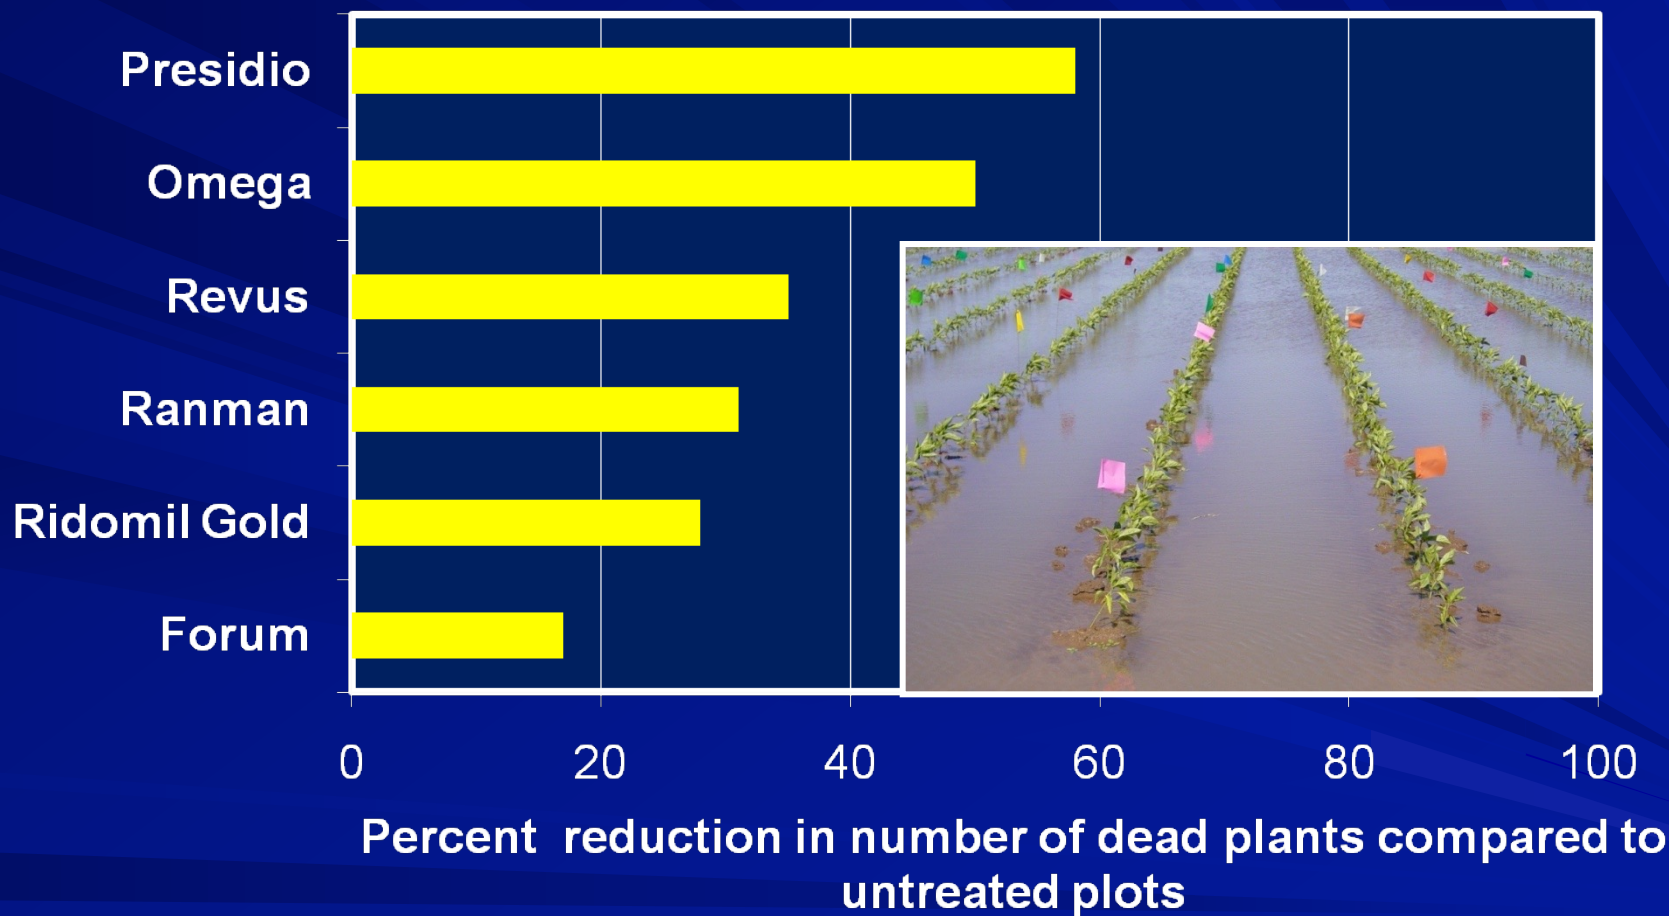 Presidio
Omega
Revus
Ranman
Ridomil Gold
Forum
0 20 40 60 80 100
Percent reduction in number of dead plants compared to
untreated plots